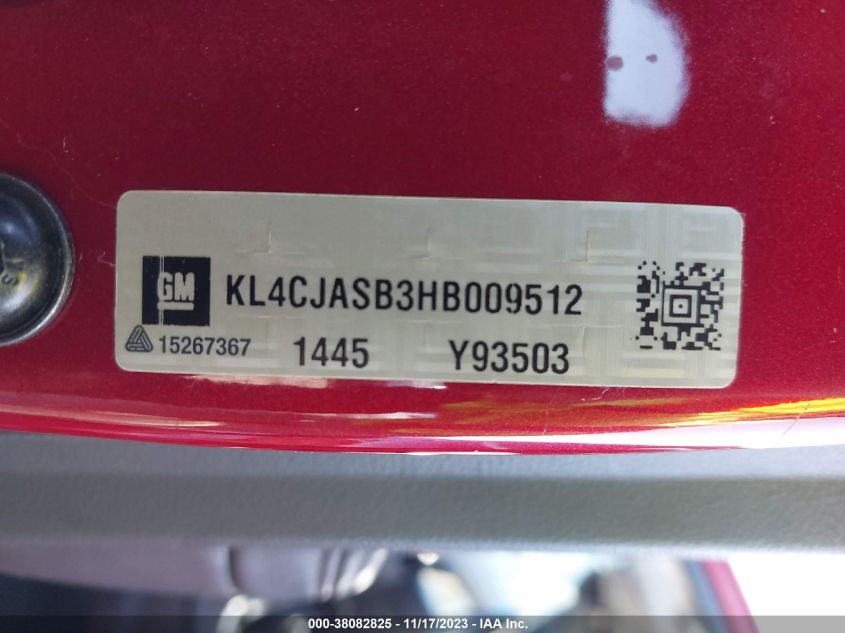 GM KL4CJASB3HB009512
15267367 1445 Y93503
000-38082825 - 11/17/2023 - IAA Inc.